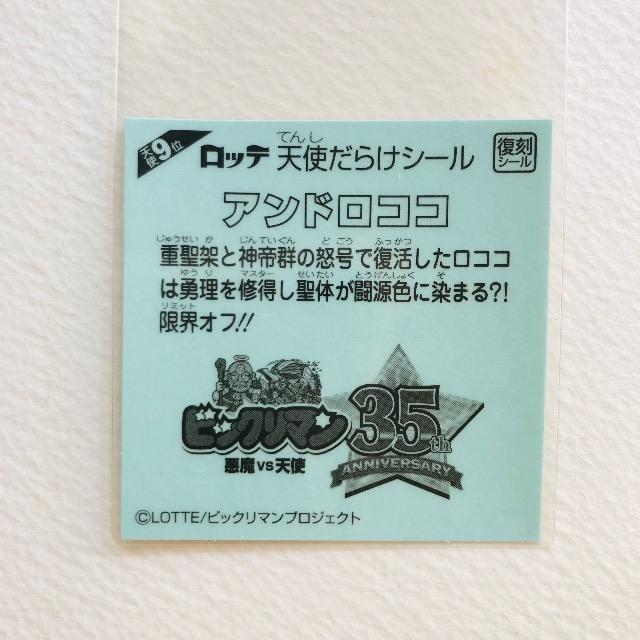 天使9位
ロッテ 天使だらけシール
てんし
復刻
シール
アンドロココ
じゅうせいか しんていぐん どごう ふっかつ
重聖架と神帝群の怒号で復活したロココ
ゆうり マスター せいたい とうげんしょく そ
は勇理を修得し聖体が闘源色に染まる?!
リミット
限界オフ!!
ビックリマン 35th
悪魔VS天使 ANNIVERSARY
©LOTTE/ビックリマンプロジェクト